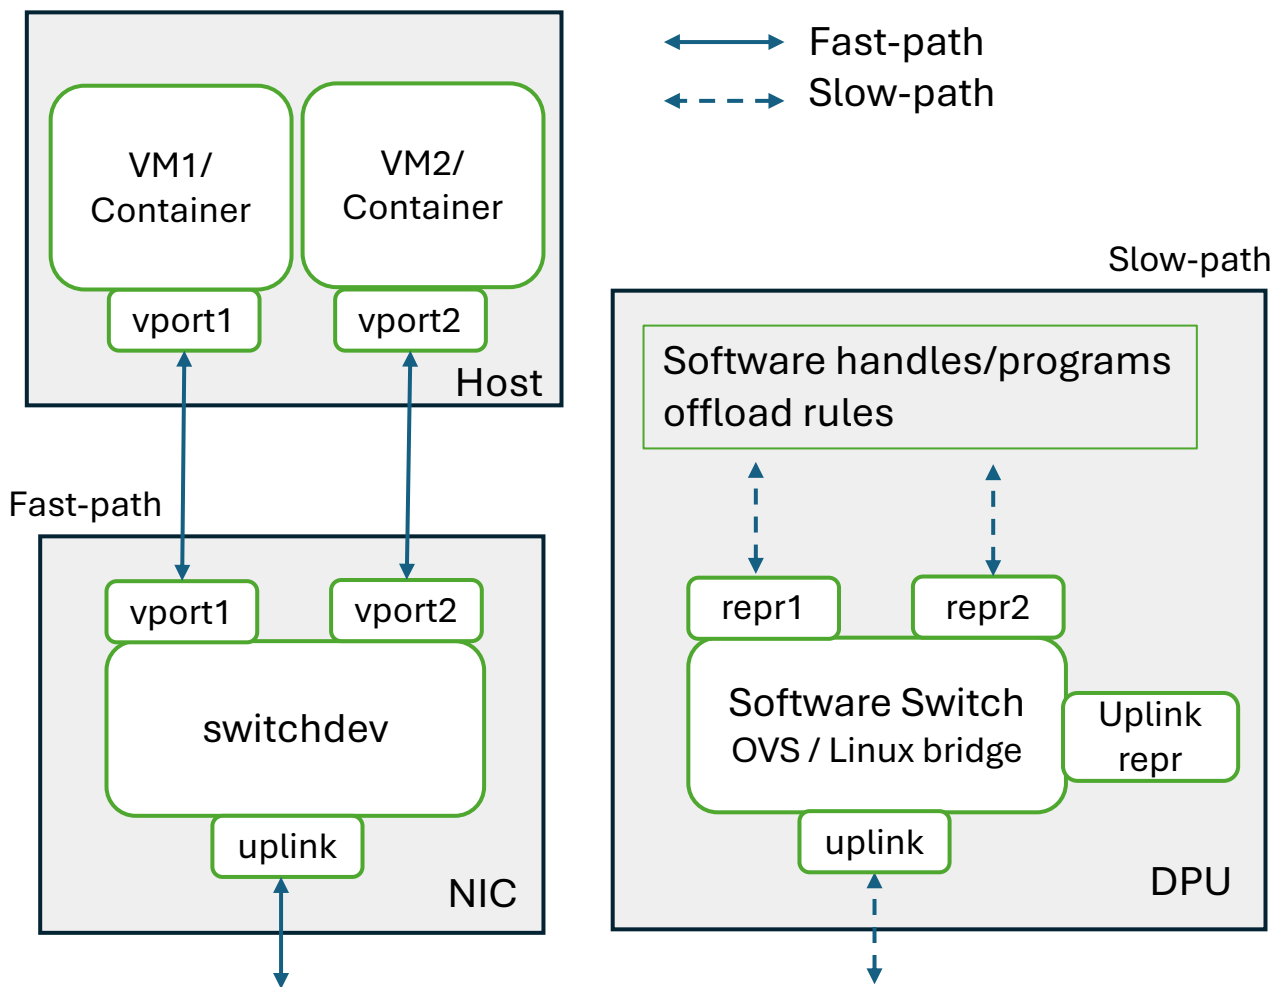 Fast-path
Slow-path
VM1/
Container
VM2/
Container
vport1
vport2
Host
Slow-path
Software handles/programs
offload rules
Fast-path
vport1
vport2
switchdev
uplink
NIC
repr1
repr2
Software Switch
OVS / Linux bridge
Uplink
repr
uplink
DPU